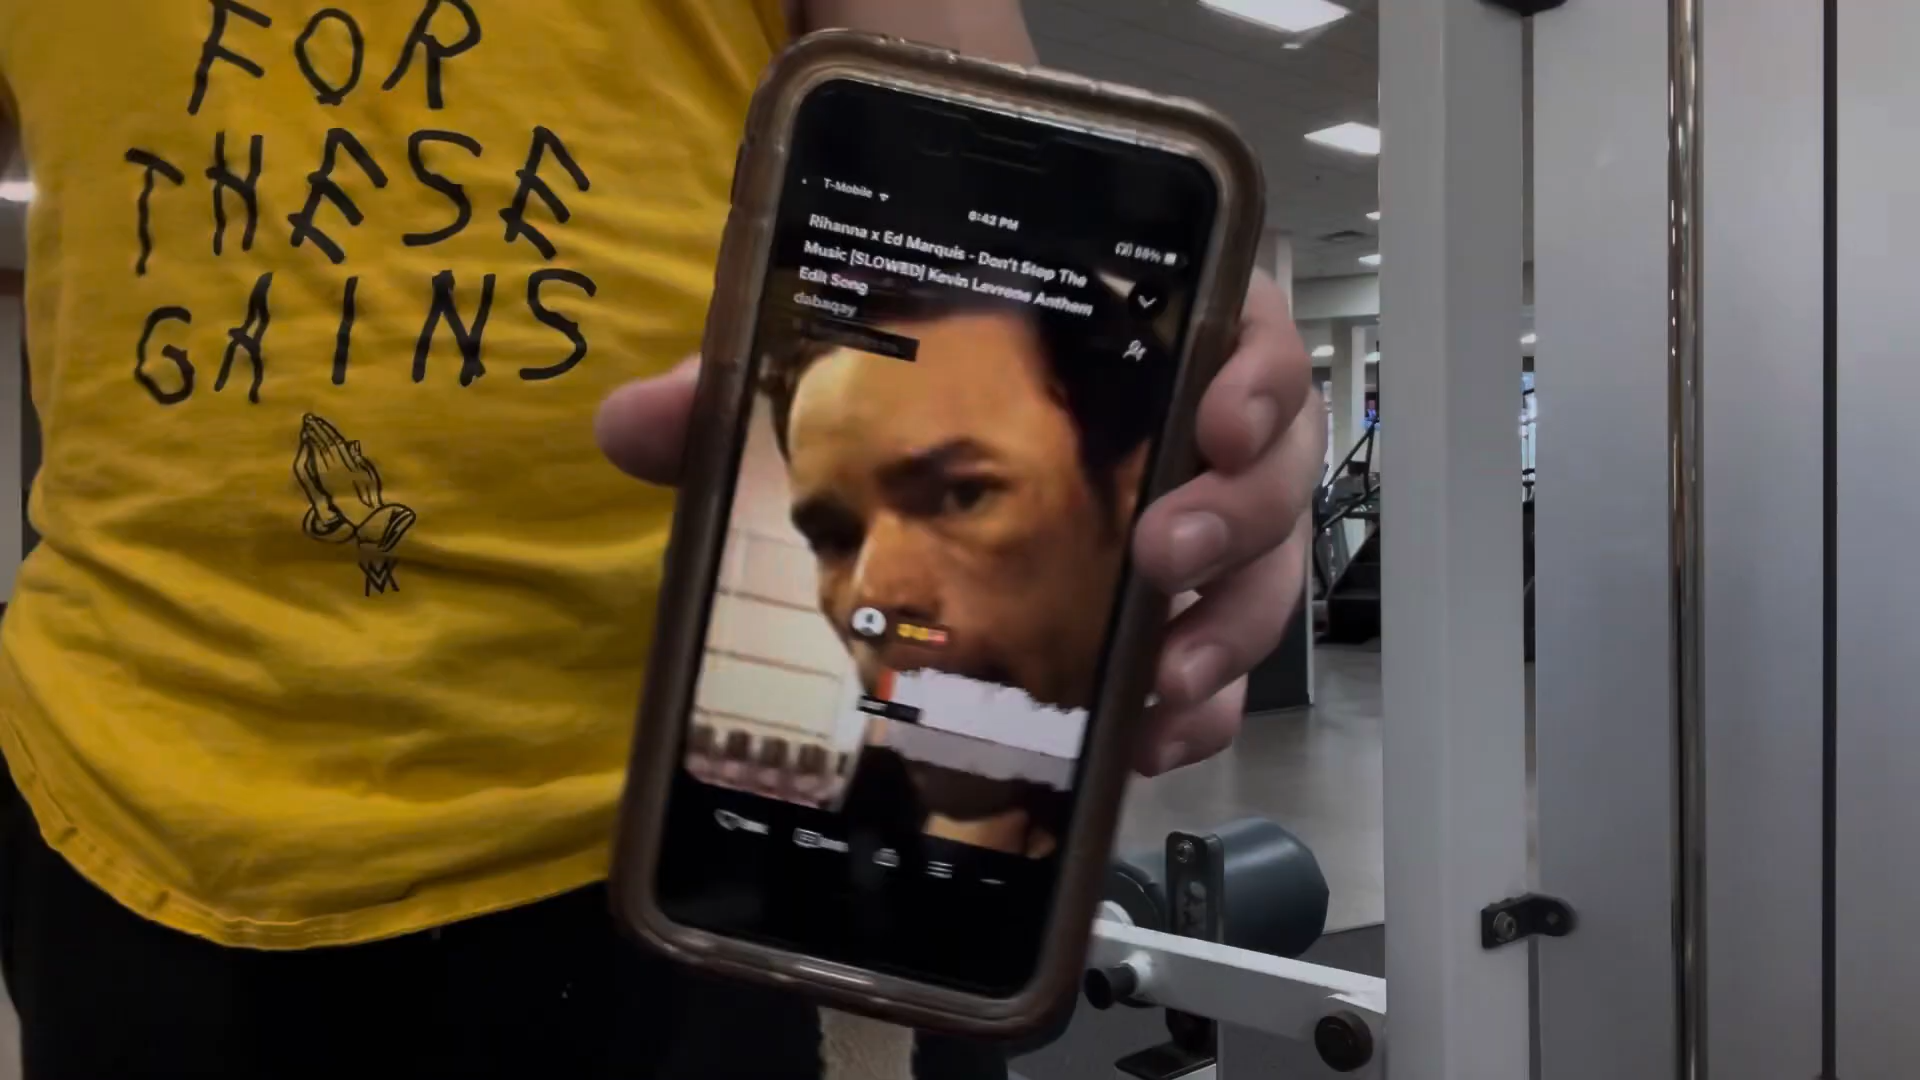 FOR
THESE
GAINS
M
T-Mobile
6:42 PM
Rihanna x Ed Marquis - Don't Stop The
Music [SLOWED] Kevin Levrone Anthem
Edit Song
dabaqay